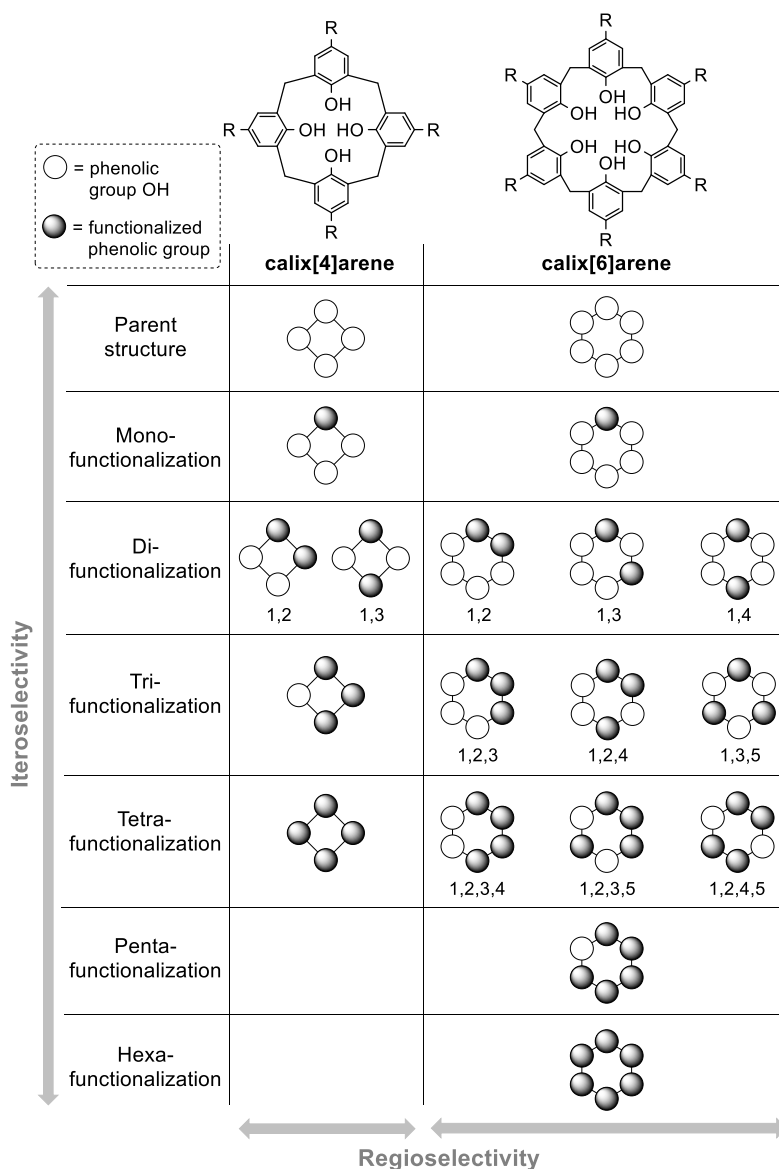 R
R
R
R
OH
OH
HO
OH
R
R
OH
OH
HO
R
R
OH
OH
HO
R
R
= phenolic
group OH
= functionalized
phenolic group
calix[4]arene
calix[6]arene
Parent
structure
Mono-
functionalization
Di-
functionalization
1,2
1,3
1,2
1,3
1,4
Tri-
functionalization
1,2,3
1,2,4
1,3,5
Tetra-
functionalization
1,2,3,4
1,2,3,5
1,2,4,5
Penta-
functionalization
Hexa-
functionalization
Iteroselectivity
Regioselectivity